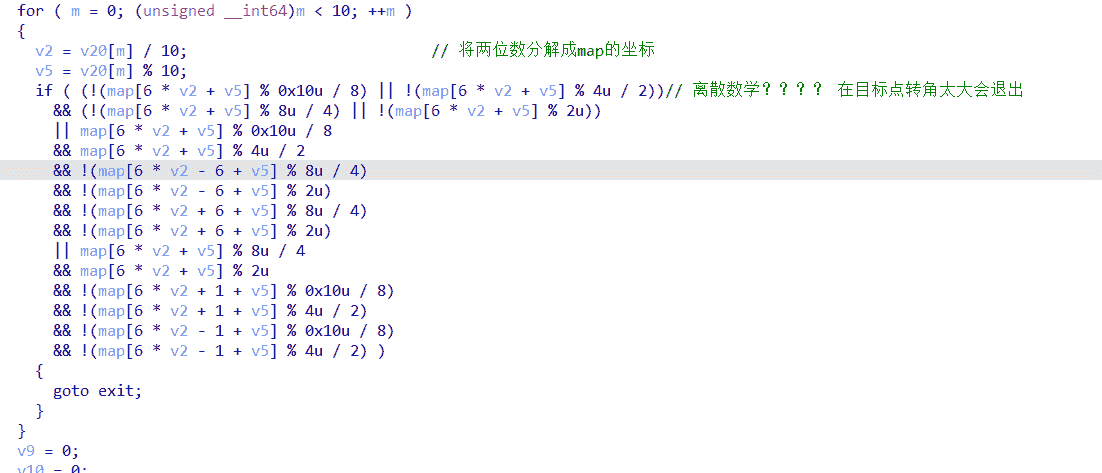 for ( m = 0; (unsigned __int64)m < 10; ++m )
{
v2 = v20[m] / 10; // 将两位数分解成map的坐标
v5 = v20[m] % 10;
if ( (!(map[6 * v2 + v5] % 0x10u / 8) || !(map[6 * v2 + v5] % 4u / 2))// 离散数学？？？？ 在目标点转角太大会退出
&& (!(map[6 * v2 + v5] % 8u / 4) || !(map[6 * v2 + v5] % 2u))
|| map[6 * v2 + v5] % 0x10u / 8
&& map[6 * v2 + v5] % 4u / 2
&& !(map[6 * v2 - 6 + v5] % 8u / 4)
&& !(map[6 * v2 - 6 + v5] % 2u)
&& !(map[6 * v2 + 6 + v5] % 8u / 4)
&& !(map[6 * v2 + 6 + v5] % 2u)
|| map[6 * v2 + v5] % 8u / 4
&& map[6 * v2 + v5] % 2u
&& !(map[6 * v2 + 1 + v5] % 0x10u / 8)
&& !(map[6 * v2 + 1 + v5] % 4u / 2)
&& !(map[6 * v2 - 1 + v5] % 0x10u / 8)
&& !(map[6 * v2 - 1 + v5] % 4u / 2) )
{
goto exit;
}
}
v9 = 0;
v10 = 0;